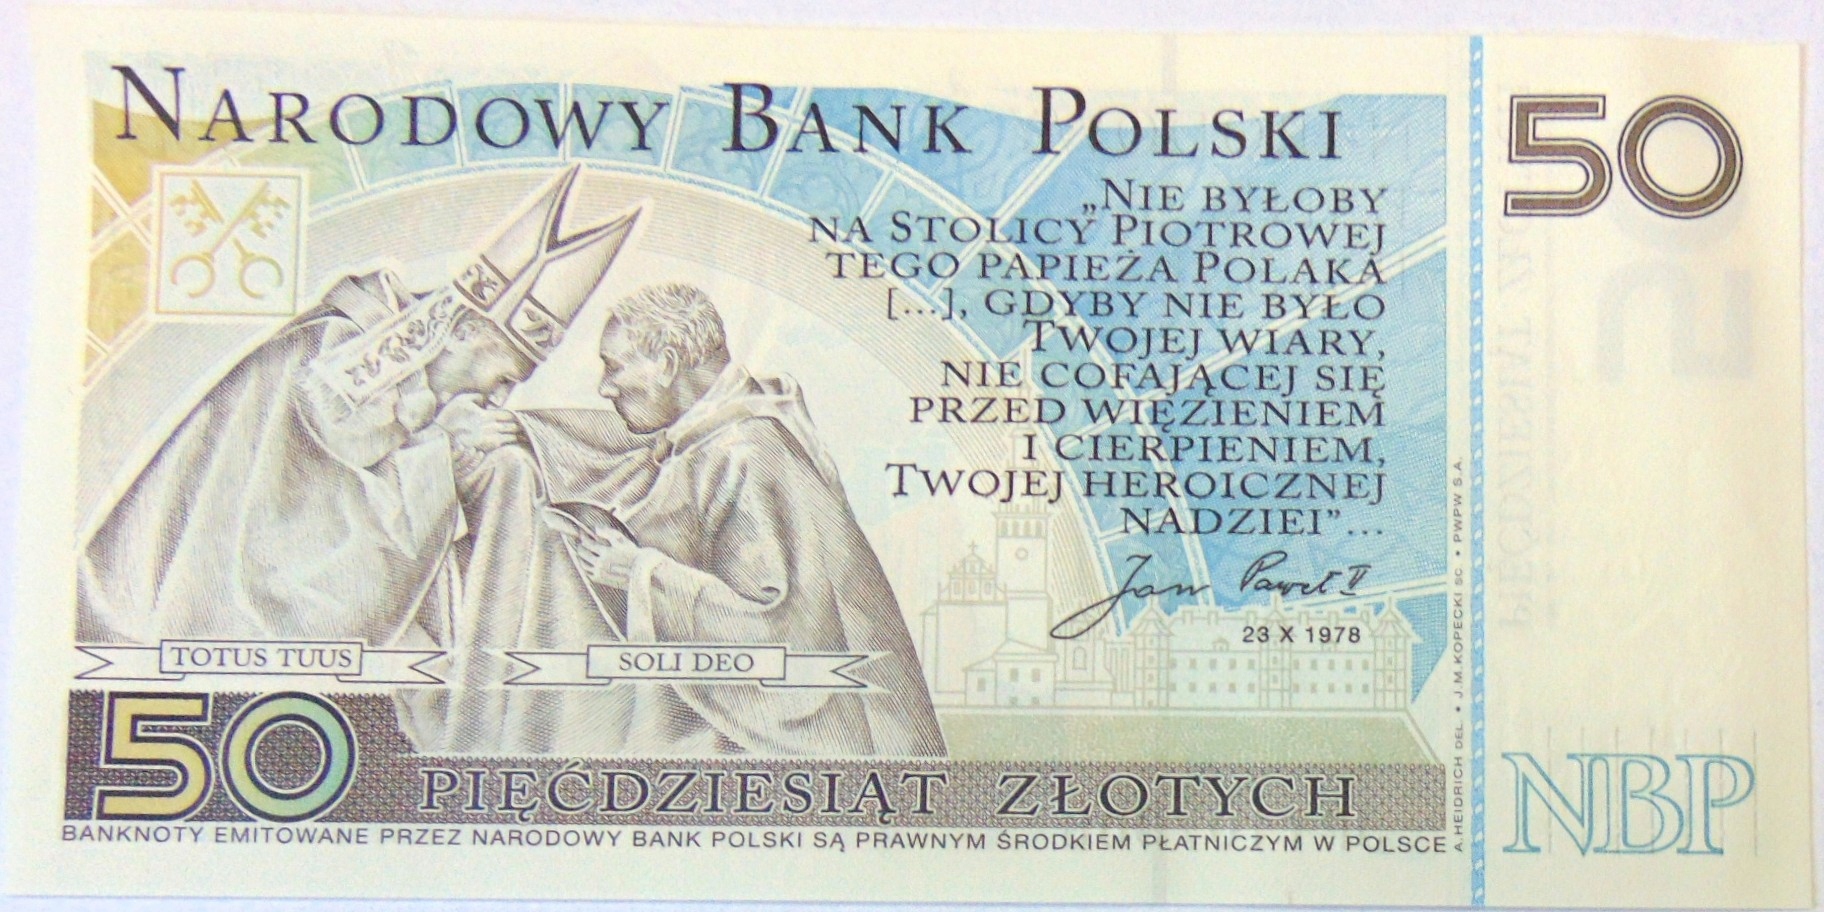 NARODOWY BANK POLSKI
50
„NIE BYŁOBY
NA STOLICY PIOTROWEJ
TEGO PAPIEŻA POLAKA
[...], GDYBY NIE BYŁO
TWOJEJ WIARY,
NIE COFAJĄCEJ SIĘ
PRZED WIĘZIENIEM
I CIERPIENIEM,
TWOJEJ HEROICZNEJ
NADZIEI”...
Jan Paweł II
23 X 1978
TOTUS TUUS
SOLI DEO
50
PIĘĆDZIESIĄT ZŁOTYCH
BANKNOTY EMITOWANE PRZEZ NARODOWY BANK POLSKI SĄ PRAWNYM ŚRODKIEM PŁATNICZYM W POLSCE
A. HEIDRICH DEL. • J.M. KOPECKI SC • PWPW S.A.
NBP